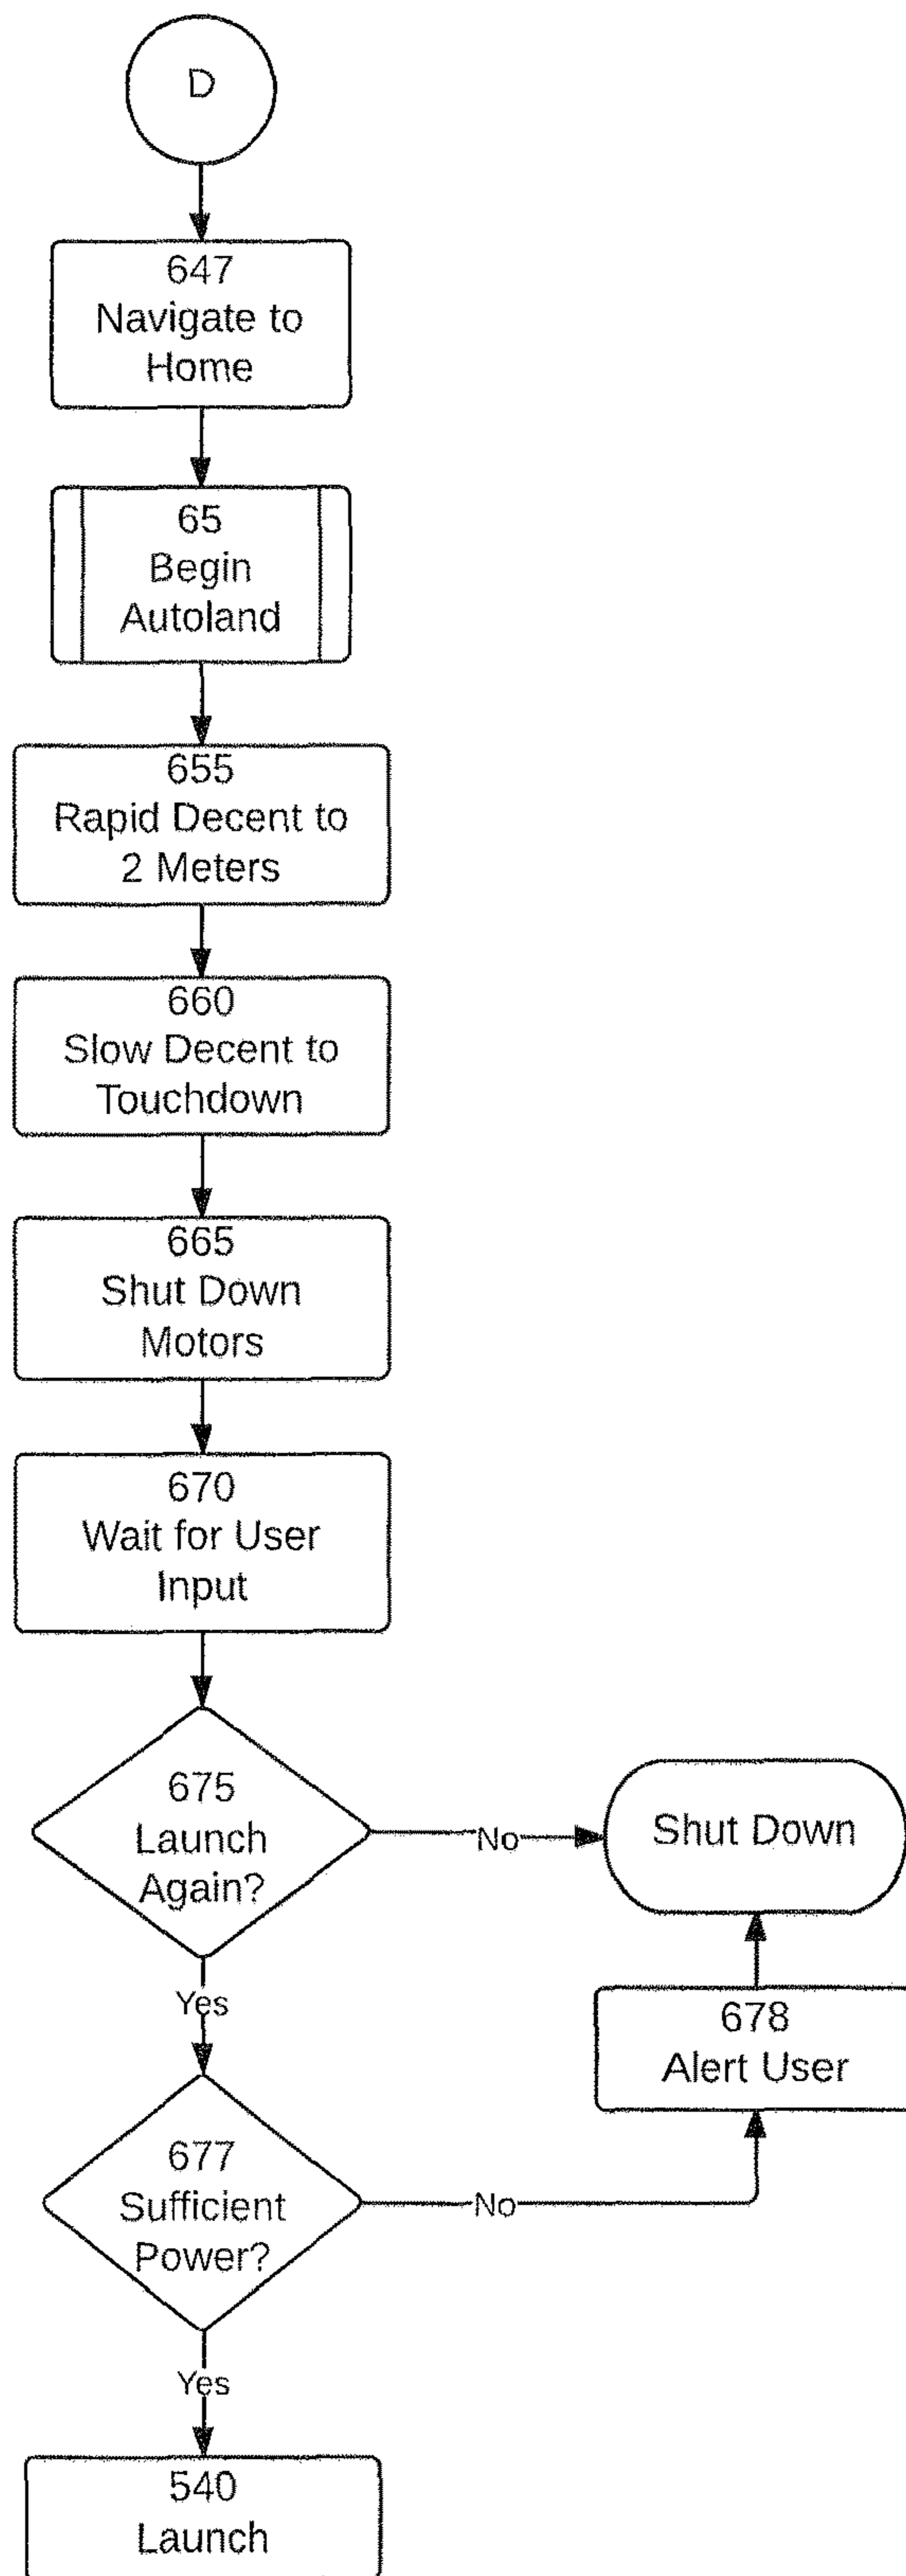 D
647
Navigate to
Home
65
Begin
Autoland
655
Rapid Decent to
2 Meters
660
Slow Decent to
Touchdown
665
Shut Down
Motors
670
Wait for User
Input
675
Launch
Again?
No
Shut Down
Yes
678
Alert User
677
Sufficient
Power?
No
Yes
540
Launch